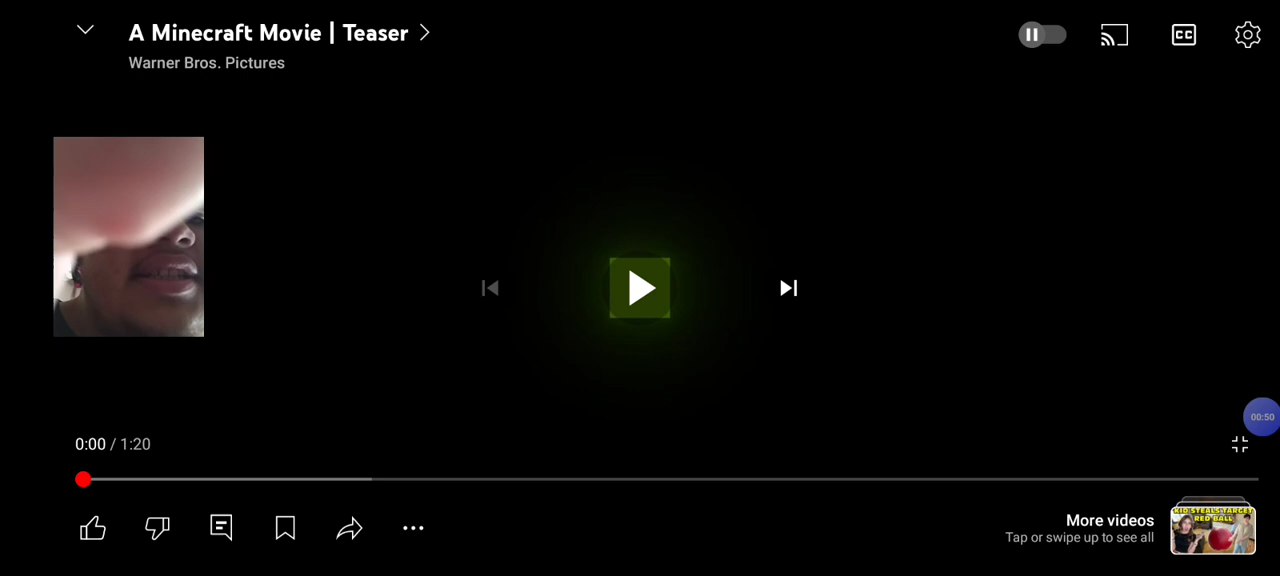 A Minecraft Movie | Teaser
Warner Bros. Pictures
CC
00:50
0:00 / 1:20
More videos
Tap or swipe up to see all
KID STEALS TARGET
RED BALL